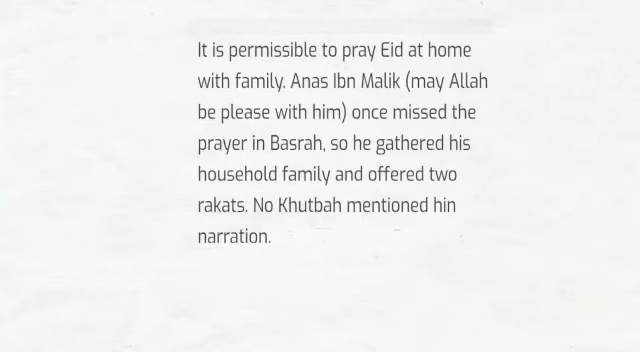 It is permissible to pray Eid at home
with family. Anas Ibn Malik (may Allah
be please with him) once missed the
prayer in Basrah, so he gathered his
household family and offered two
rakats. No Khutbah mentioned hin
narration.